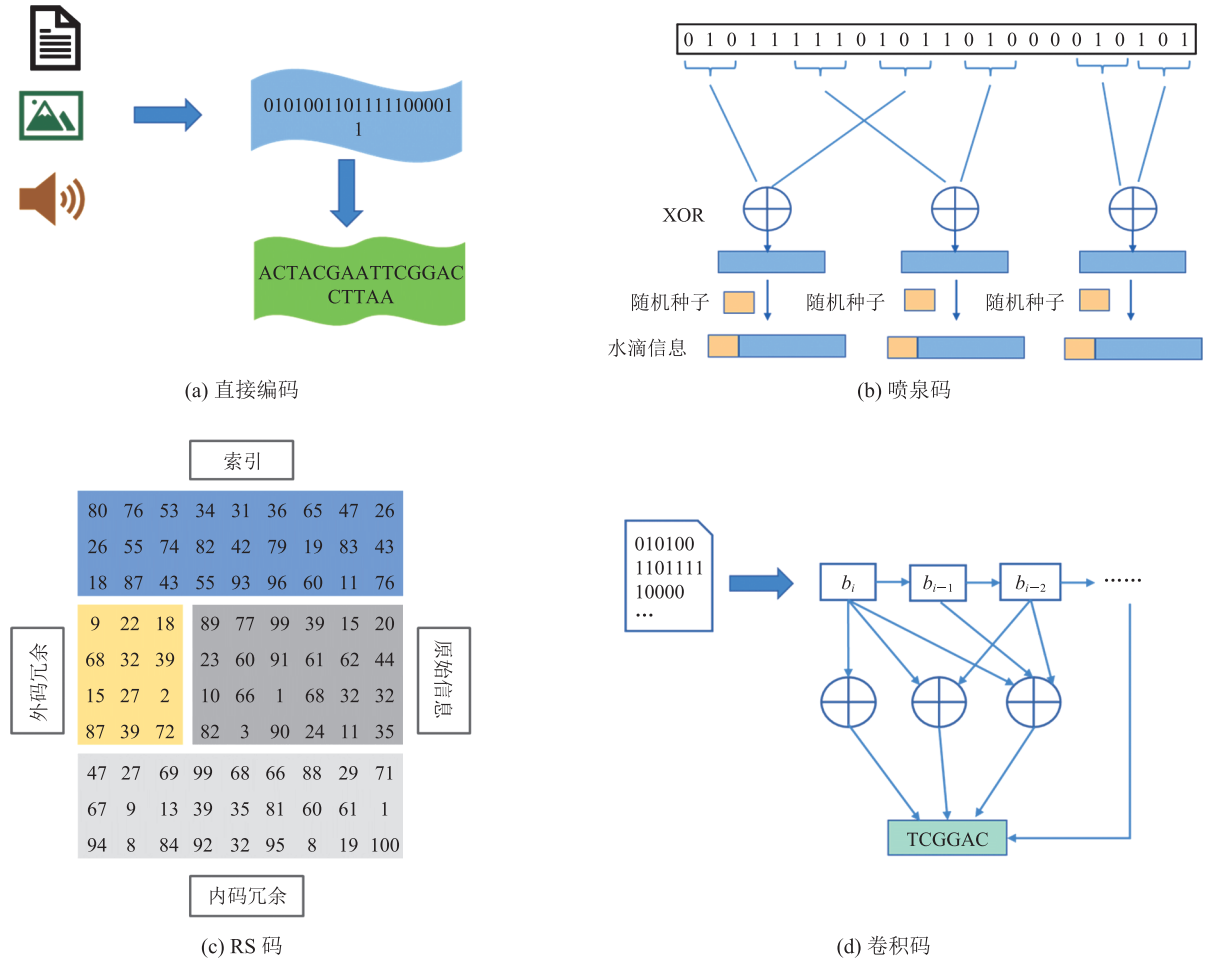 0101001101111100001
1
ACTACGAATTCGGAC
CTTAA
(a) 直接编码
0 1 0 1 1 1 1 0 1 0 1 1 0 1 0 0 0 0 1 0 1 0 1
XOR
随机种子 随机种子 随机种子
水滴信息
(b) 喷泉码
索引
80 76 53 34 31 36 65 47 26
26 55 74 82 42 79 19 83 43
18 87 43 55 93 96 60 11 76
外码冗余
9 22 18 89 77 99 39 15 20
68 32 39 23 60 91 61 62 44
15 27 2 10 66 1 68 32 32
87 39 72 82 3 90 24 11 35
原始信息
47 27 69 99 68 66 88 29 71
67 9 13 39 35 81 60 61 1
94 8 84 92 32 95 8 19 100
内码冗余
(c) RS 码
010100
1101111
10000
...
b_i b_{i−1} b_{i−2} ······
TCGGAC
(d) 卷积码